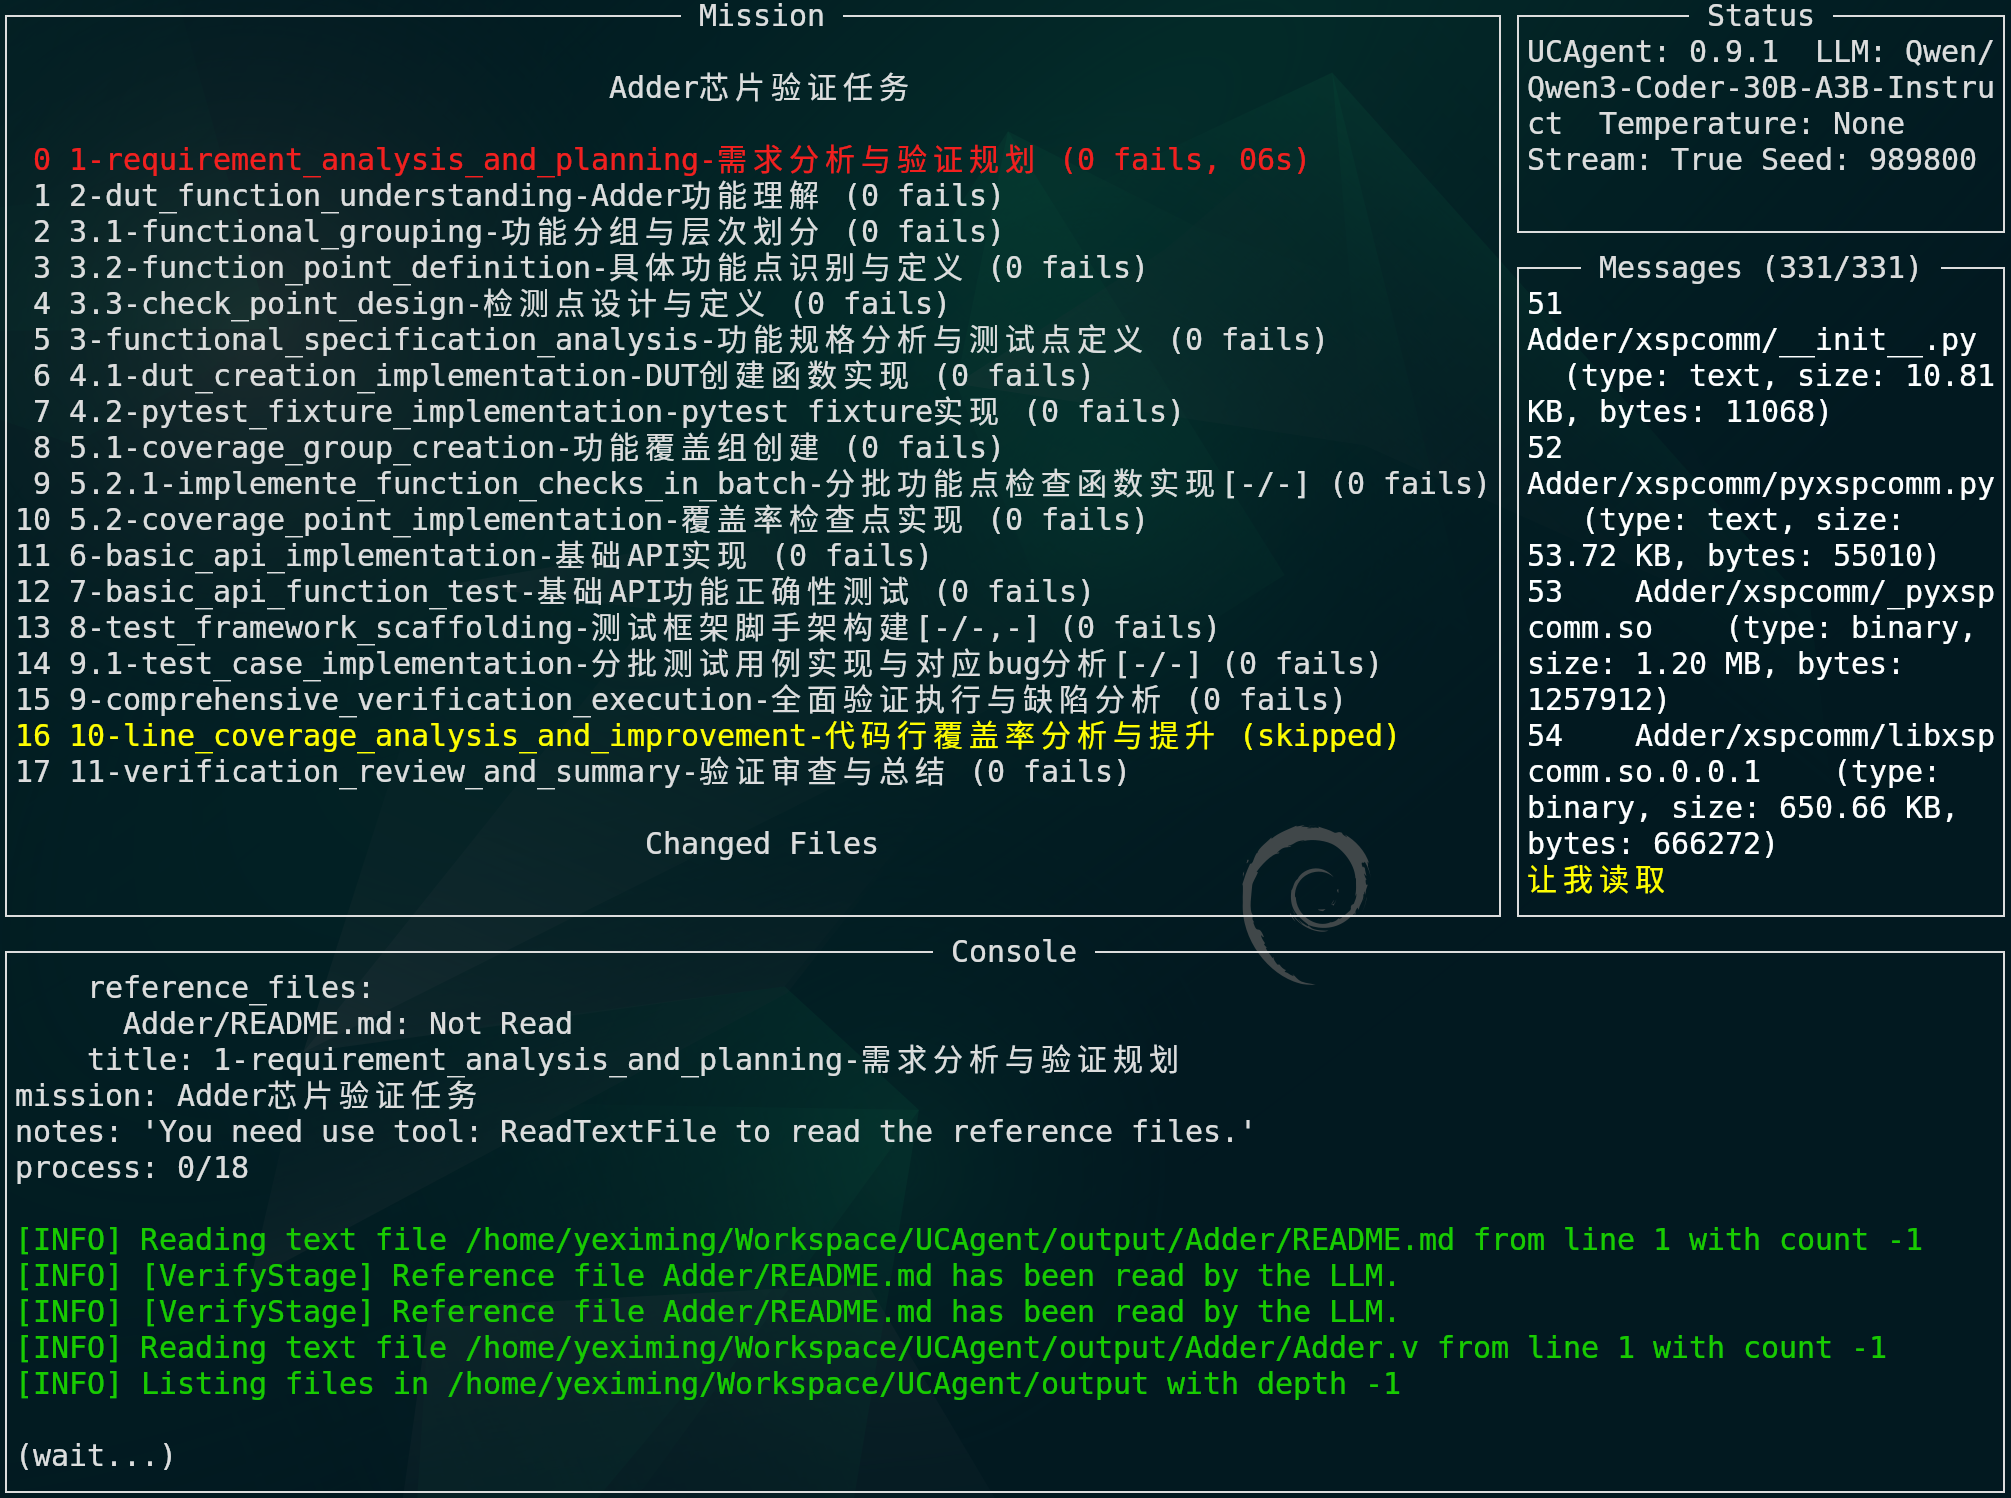 Mission
Adder芯片验证任务
0 1-requirement_analysis_and_planning-需求分析与验证规划 (0 fails, 06s)
1 2-dut_function_understanding-Adder功能理解 (0 fails)
2 3.1-functional_grouping-功能分组与层次划分 (0 fails)
3 3.2-function_point_definition-具体功能点识别与定义 (0 fails)
4 3.3-check_point_design-检测点设计与定义 (0 fails)
5 3-functional_specification_analysis-功能规格分析与测试点定义 (0 fails)
6 4.1-dut_creation_implementation-DUT创建函数实现 (0 fails)
7 4.2-pytest_fixture_implementation-pytest fixture实现 (0 fails)
8 5.1-coverage_group_creation-功能覆盖组创建 (0 fails)
9 5.2.1-implemente_function_checks_in_batch-分批功能点检查函数实现[-/-] (0 fails)
10 5.2-coverage_point_implementation-覆盖率检查点实现 (0 fails)
11 6-basic_api_implementation-基础API实现 (0 fails)
12 7-basic_api_function_test-基础API功能正确性测试 (0 fails)
13 8-test_framework_scaffolding-测试框架脚手架构建[-/-,-] (0 fails)
14 9.1-test_case_implementation-分批测试用例实现与对应bug分析[-/-] (0 fails)
15 9-comprehensive_verification_execution-全面验证执行与缺陷分析 (0 fails)
16 10-line_coverage_analysis_and_improvement-代码行覆盖率分析与提升 (skipped)
17 11-verification_review_and_summary-验证审查与总结 (0 fails)
Changed Files
Status
UCAgent: 0.9.1  LLM: Qwen/
Qwen3-Coder-30B-A3B-Instru
ct  Temperature: None
Stream: True Seed: 989800
Messages (331/331)
51
Adder/xspcomm/__init__.py
(type: text, size: 10.81
KB, bytes: 11068)
52
Adder/xspcomm/pyxspcomm.py
(type: text, size:
53.72 KB, bytes: 55010)
53    Adder/xspcomm/_pyxsp
comm.so    (type: binary,
size: 1.20 MB, bytes:
1257912)
54    Adder/xspcomm/libxsp
comm.so.0.0.1    (type:
binary, size: 650.66 KB,
bytes: 666272)
让我读取
Console
reference_files:
Adder/README.md: Not Read
title: 1-requirement_analysis_and_planning-需求分析与验证规划
mission: Adder芯片验证任务
notes: 'You need use tool: ReadTextFile to read the reference files.'
process: 0/18
[INFO] Reading text file /home/yeximing/Workspace/UCAgent/output/Adder/README.md from line 1 with count -1
[INFO] [VerifyStage] Reference file Adder/README.md has been read by the LLM.
[INFO] [VerifyStage] Reference file Adder/README.md has been read by the LLM.
[INFO] Reading text file /home/yeximing/Workspace/UCAgent/output/Adder/Adder.v from line 1 with count -1
[INFO] Listing files in /home/yeximing/Workspace/UCAgent/output with depth -1
(wait...)